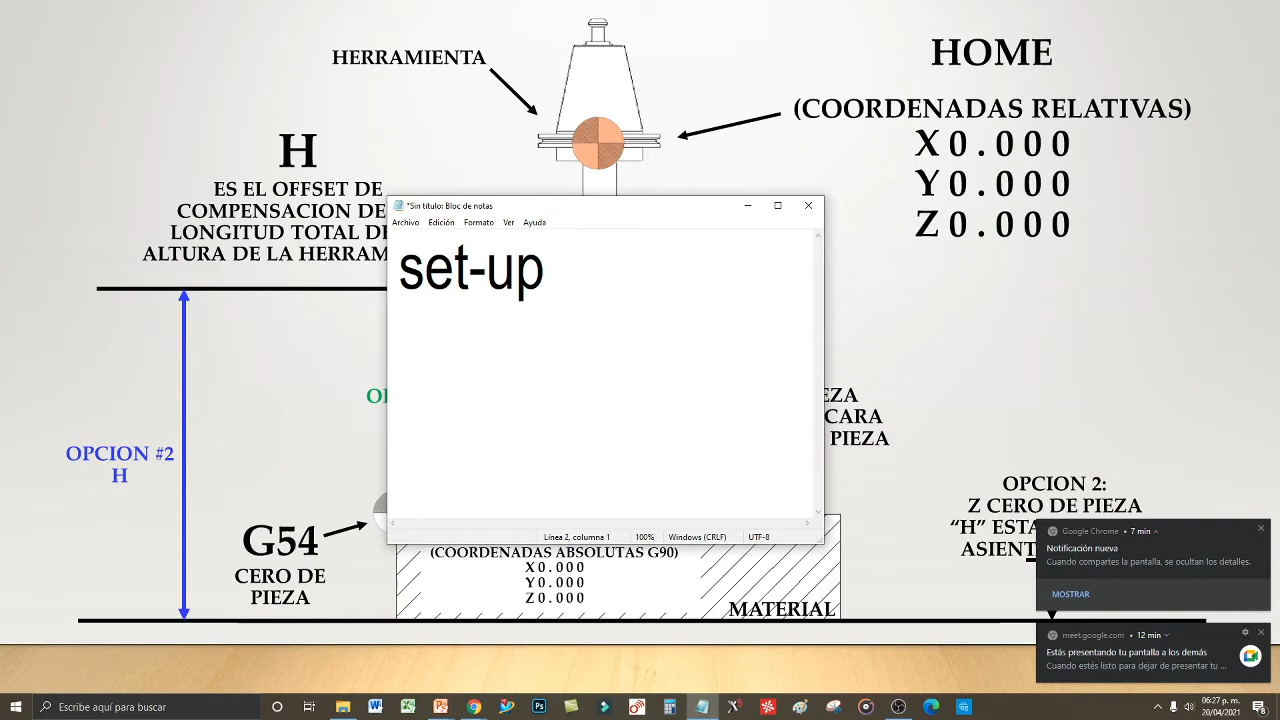 HERRAMIENTA
HOME
(COORDENADAS RELATIVAS)
X0.000
Y0.000
Z0.000
H
ES EL OFFSET DE
COMPENSACION DE
LONGITUD TOTAL
ALTURA DE LA
OPCION #2
H
G54
CERO DE
PIEZA
*Sin título: Bloc de notas
Archivo Edición Formato Ver Ayuda
set-up
Línea 2, columna 1 100% Windows (CRLF) UTF-8
(COORDENADAS ABSOLUTAS G90)
X0.000
Y0.000
Z0.000
MATERIAL
CARA
PIEZA
OPCION 2:
Z CERO DE PIEZA
“H”
Google Chrome • 7 min
Notificación nueva
Cuando compartes la pantalla, se ocultan los detalles.
MOSTRAR
meet.google.com • 12 min
Estás presentando tu pantalla a los demás
Cuando estés listo para dejar de presentar tu ...
Escribe aquí para buscar
06:27 p.m.
20/04/2021
8